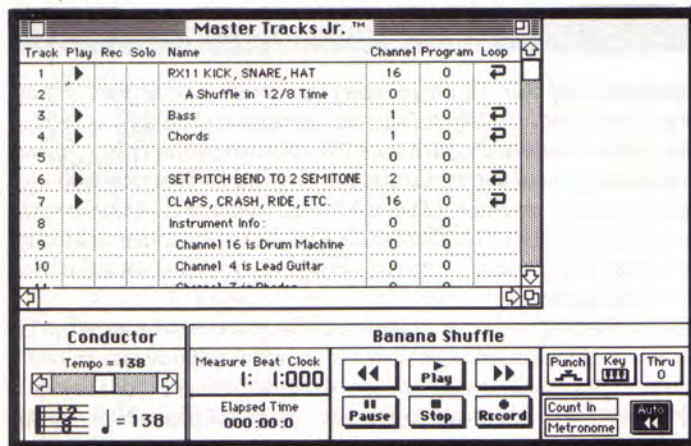 Master Tracks Jr. ™
Track Play Rec Solo Name Channel Program Loop
1 RX11 KICK, SNARE, HAT 16 0
2 A Shuffle in 12/8 Time 0 0
3 Bass 0
4 Chords 1 0
5 0 0
6 SET PITCH BEND TO 2 SEMITONE 2 0
7 CLAPS, CRASH, RIDE, ETC. 16 0
8 Instrument Info: 0 0
9 Channel 16 is Drum Machine 0 0
10 Channel 4 is Lead Guitar 0 0
Conductor
Tempo = 138
12
8 = 138
Banana Shuffle
Measure Beat Clock
1: 1:000
Elapsed Time
000:00:0
Play
Pause Stop Record
Punch Key Thru
0
Count In
Metronome
Auto